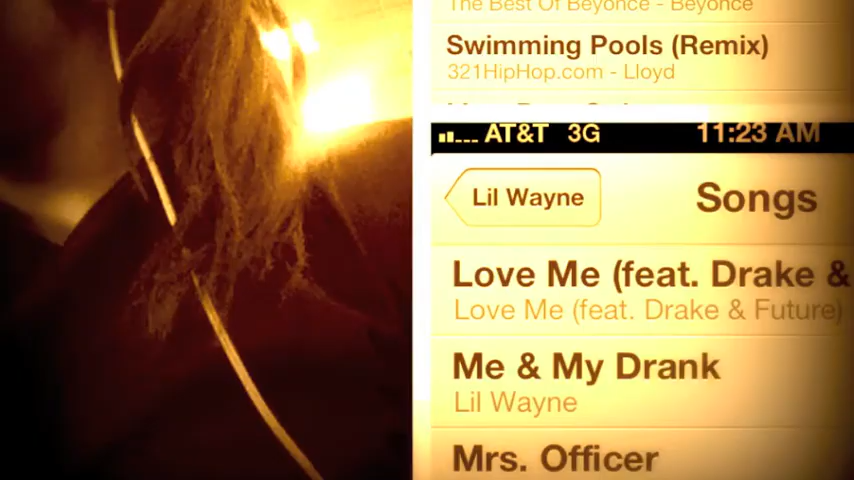 The Best Of Beyonce - Beyonce
Swimming Pools (Remix)
321HipHop.com - Lloyd
AT&T 3G 11:23 AM
Lil Wayne Songs
Love Me (feat. Drake &
Love Me (feat. Drake & Future)
Me & My Drank
Lil Wayne
Mrs. Officer